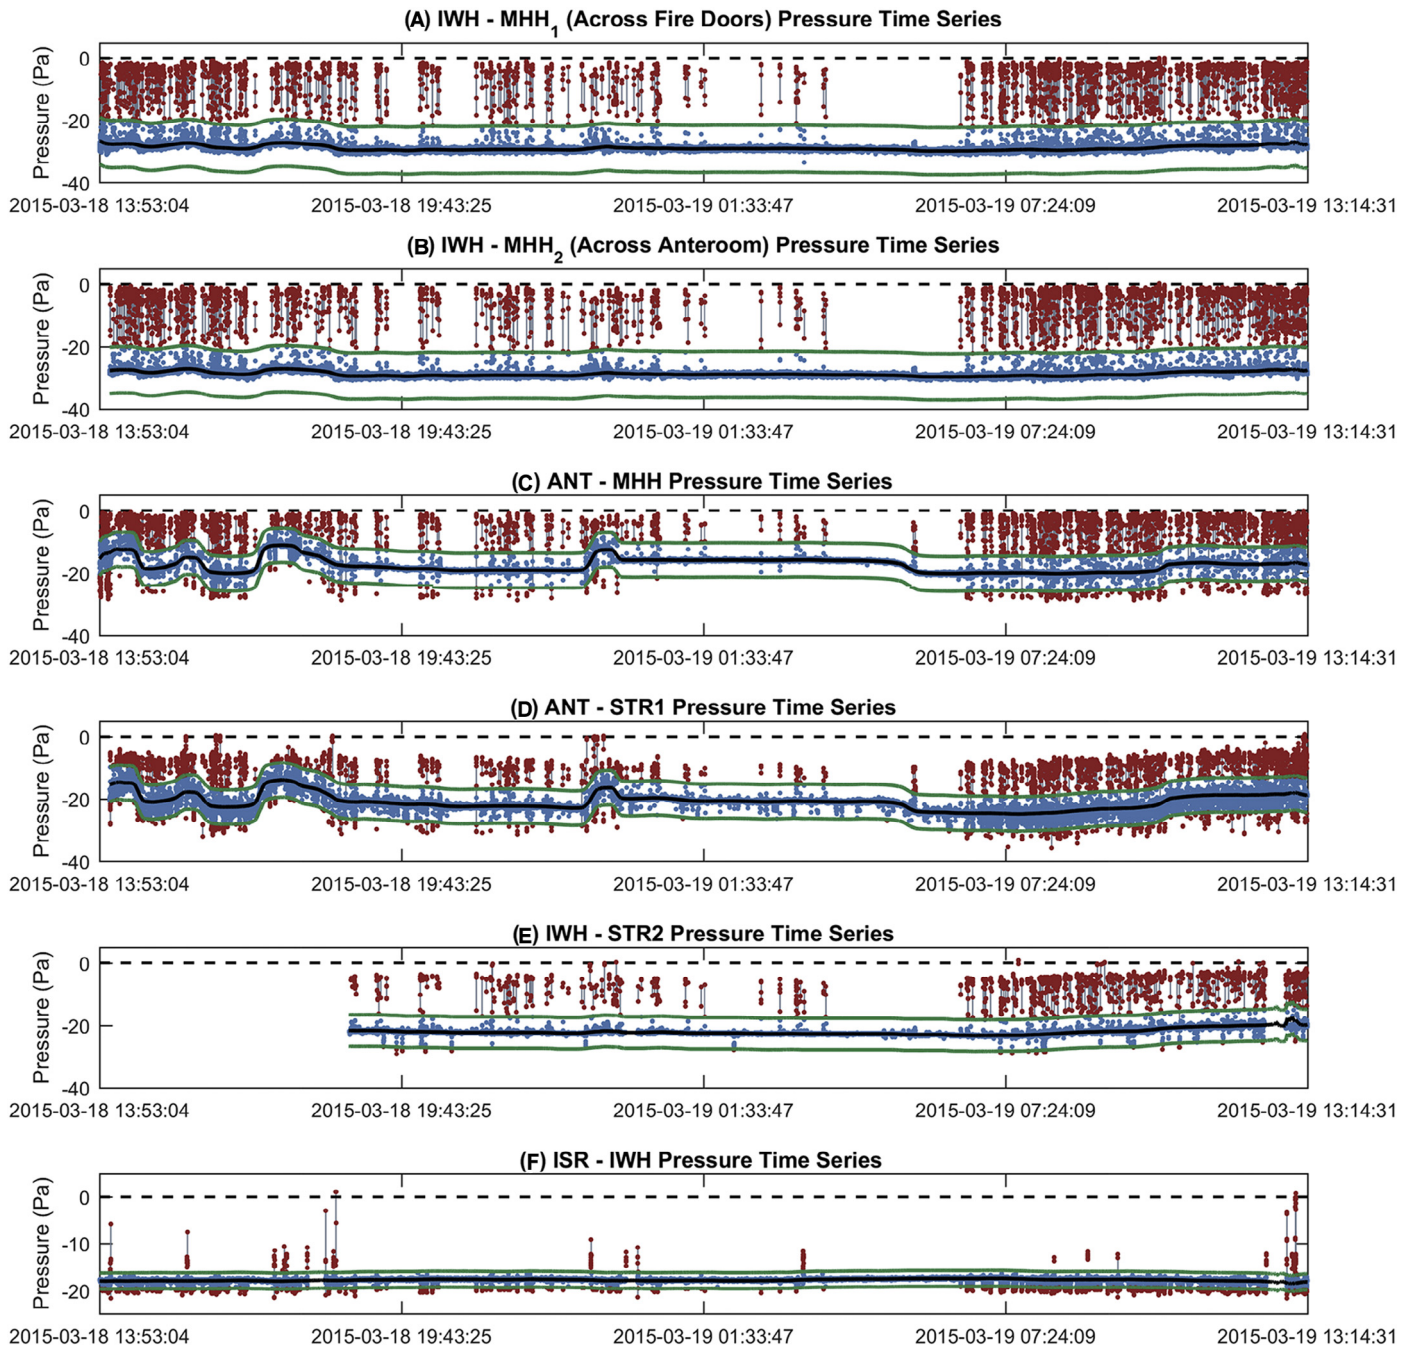 (A) IWH - MHH1 (Across Fire Doors) Pressure Time Series
Pressure (Pa)
0
-20
-40
2015-03-18 13:53:04 2015-03-18 19:43:25 2015-03-19 01:33:47 2015-03-19 07:24:09 2015-03-19 13:14:31
(B) IWH - MHH2 (Across Anteroom) Pressure Time Series
Pressure (Pa)
0
-20
-40
2015-03-18 13:53:04 2015-03-18 19:43:25 2015-03-19 01:33:47 2015-03-19 07:24:09 2015-03-19 13:14:31
(C) ANT - MHH Pressure Time Series
Pressure (Pa)
0
-20
-40
2015-03-18 13:53:04 2015-03-18 19:43:25 2015-03-19 01:33:47 2015-03-19 07:24:09 2015-03-19 13:14:31
(D) ANT - STR1 Pressure Time Series
Pressure (Pa)
0
-20
-40
2015-03-18 13:53:04 2015-03-18 19:43:25 2015-03-19 01:33:47 2015-03-19 07:24:09 2015-03-19 13:14:31
(E) IWH - STR2 Pressure Time Series
Pressure (Pa)
0
-20
-40
2015-03-18 13:53:04 2015-03-18 19:43:25 2015-03-19 01:33:47 2015-03-19 07:24:09 2015-03-19 13:14:31
(F) ISR - IWH Pressure Time Series
Pressure (Pa)
0
-10
-20
2015-03-18 13:53:04 2015-03-18 19:43:25 2015-03-19 01:33:47 2015-03-19 07:24:09 2015-03-19 13:14:31